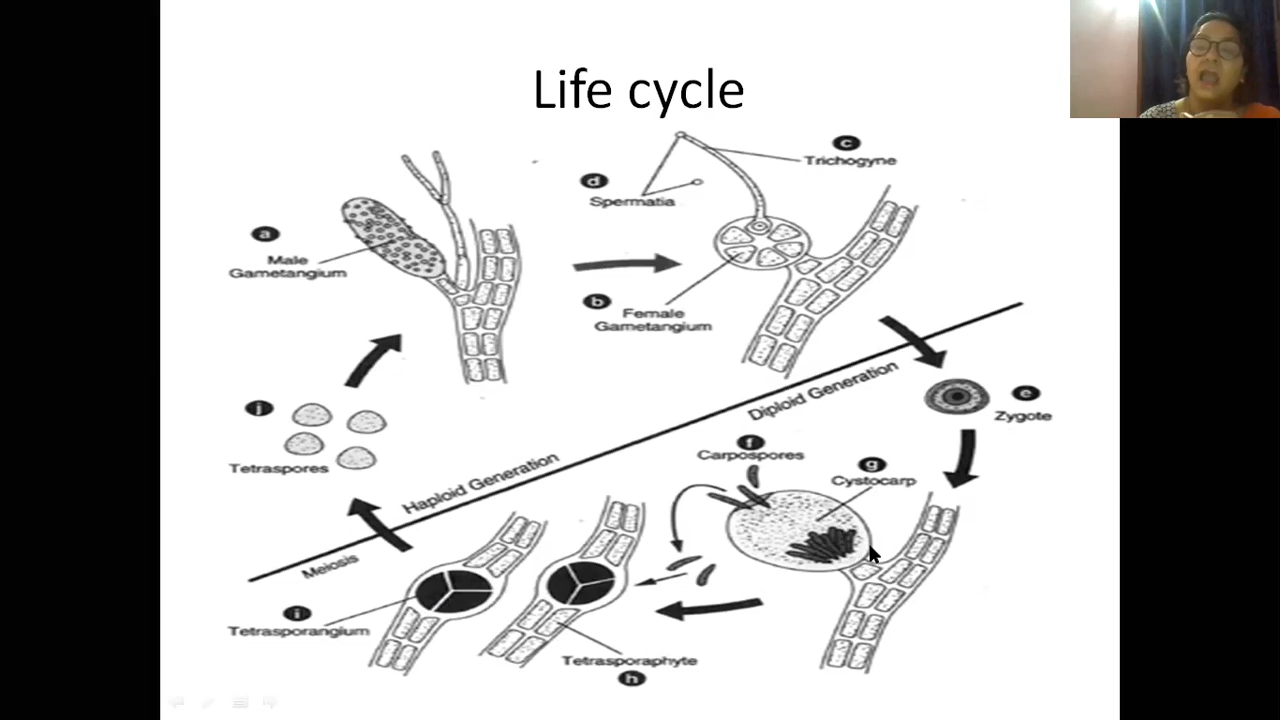 Life cycle
c
Trichogyne
d
Spermatia
a
Male
Gametangium
b
Female
Gametangium
Diploid Generation
e
Zygote
j
Tetraspores
Haploid Generation
f
Carpospores
g
Cystocarp
Meiosis
i
Tetrasporangium
Tetrasporaphyte
h